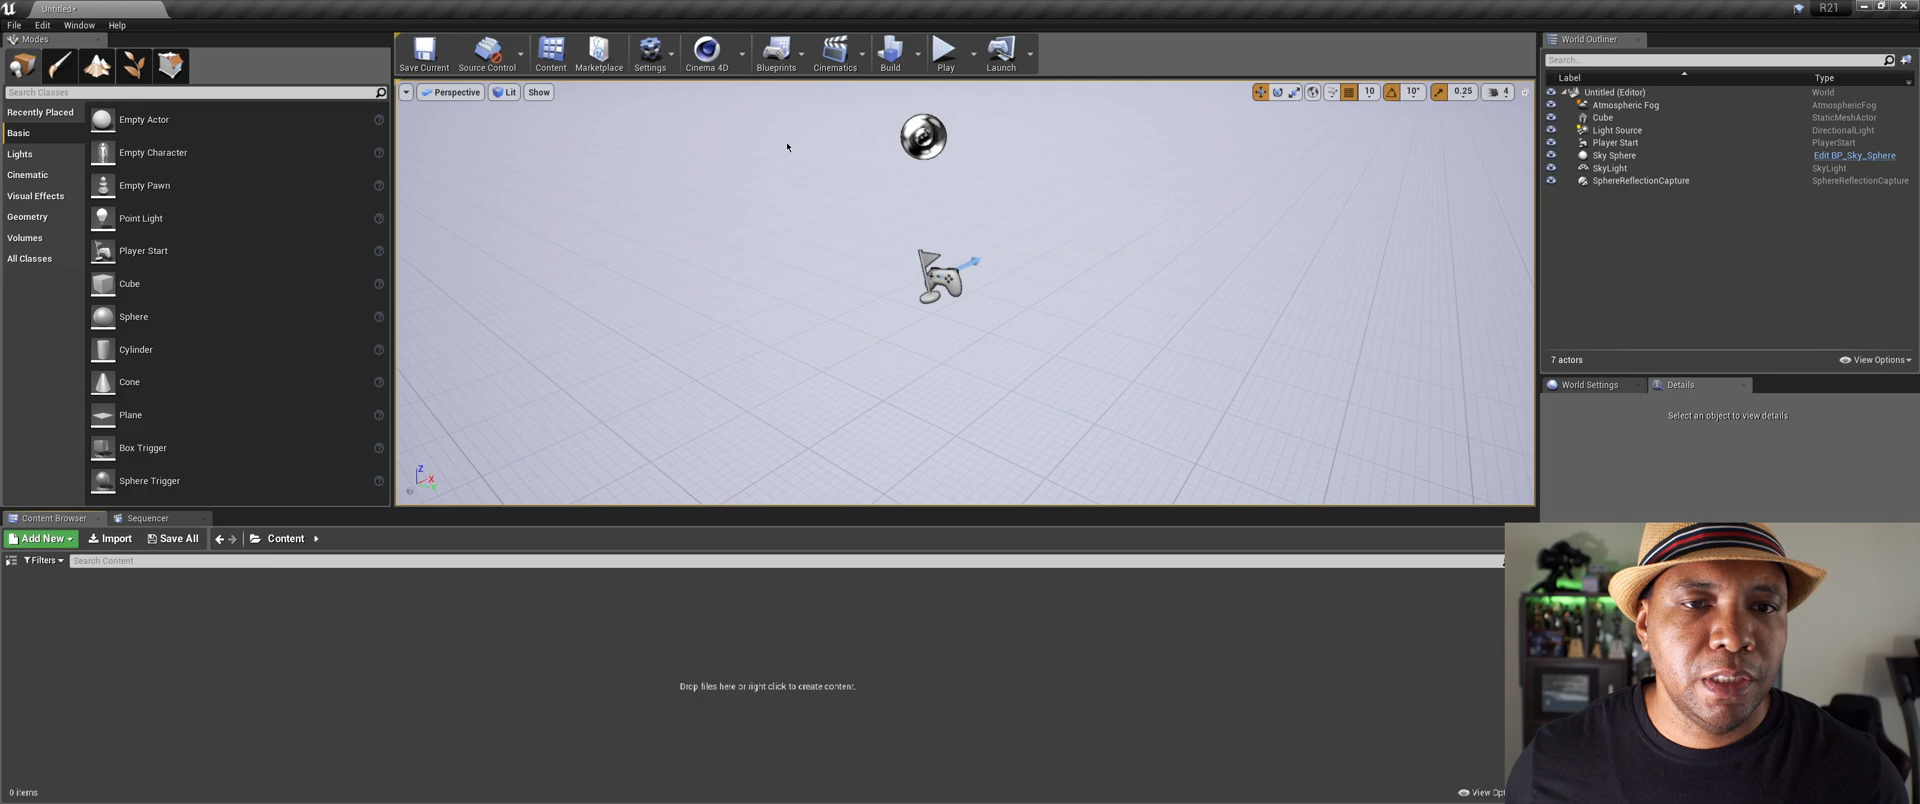 Untitled*
R21
File Edit Window Help
Modes
Search Classes
Recently Placed
Basic
Lights
Cinematic
Visual Effects
Geometry
Volumes
All Classes
Empty Actor
Empty Character
Empty Pawn
Point Light
Player Start
Cube
Sphere
Cylinder
Cone
Plane
Box Trigger
Sphere Trigger
Save Current Source Control Content Marketplace Settings Cinema 4D Blueprints Cinematics Build Play Launch
Perspective Lit Show
10 10° 0.25 4
Z
X
Y
World Outliner
Search...
Label Type
Untitled (Editor) World
Atmospheric Fog AtmosphericFog
Cube StaticMeshActor
Light Source DirectionalLight
Player Start PlayerStart
Sky Sphere Edit BP_Sky_Sphere
SkyLight SkyLight
SphereReflectionCapture SphereReflectionCapture
7 actors View Options
World Settings Details
Select an object to view details.
Content Browser Sequencer
Add New Import Save All Content
Filters Search Content
Drop files here or right click to create content.
0 items View Opt